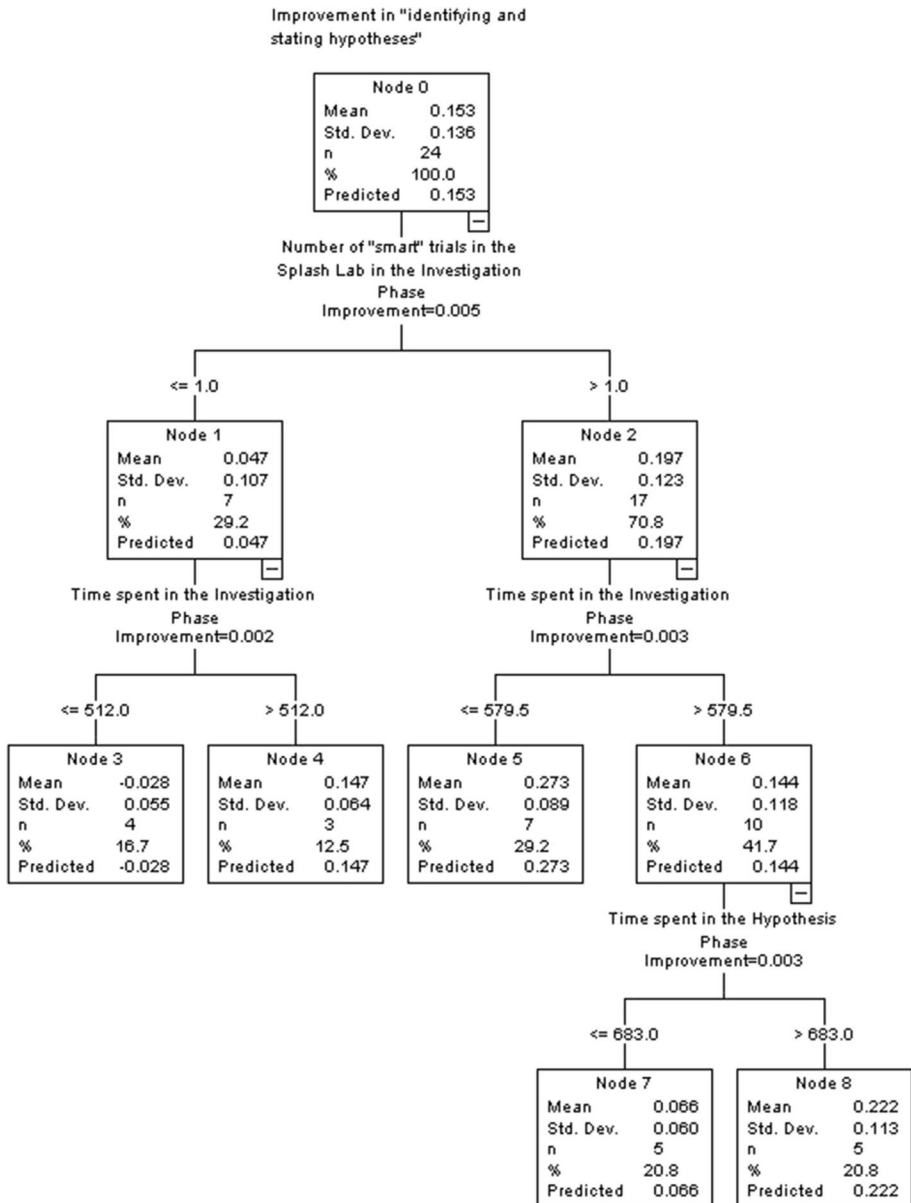 Improvement in "identifying and
stating hypotheses"
Node 0
Mean 0.153
Std. Dev. 0.136
n 24
% 100.0
Predicted 0.153
Number of "smart" trials in the
Splash Lab in the Investigation
Phase
Improvement=0.005
<= 1.0
> 1.0
Node 1
Mean 0.047
Std. Dev. 0.107
n 7
% 29.2
Predicted 0.047
Node 2
Mean 0.197
Std. Dev. 0.123
n 17
% 70.8
Predicted 0.197
Time spent in the Investigation
Phase
Improvement=0.002
Time spent in the Investigation
Phase
Improvement=0.003
<= 512.0
> 512.0
<= 579.5
> 579.5
Node 3
Mean -0.028
Std. Dev. 0.055
n 4
% 16.7
Predicted -0.028
Node 4
Mean 0.147
Std. Dev. 0.064
n 3
% 12.5
Predicted 0.147
Node 5
Mean 0.273
Std. Dev. 0.089
n 7
% 29.2
Predicted 0.273
Node 6
Mean 0.144
Std. Dev. 0.118
n 10
% 41.7
Predicted 0.144
Time spent in the Hypothesis
Phase
Improvement=0.003
<= 683.0
> 683.0
Node 7
Mean 0.066
Std. Dev. 0.060
n 5
% 20.8
Predicted 0.066
Node 8
Mean 0.222
Std. Dev. 0.113
n 5
% 20.8
Predicted 0.222